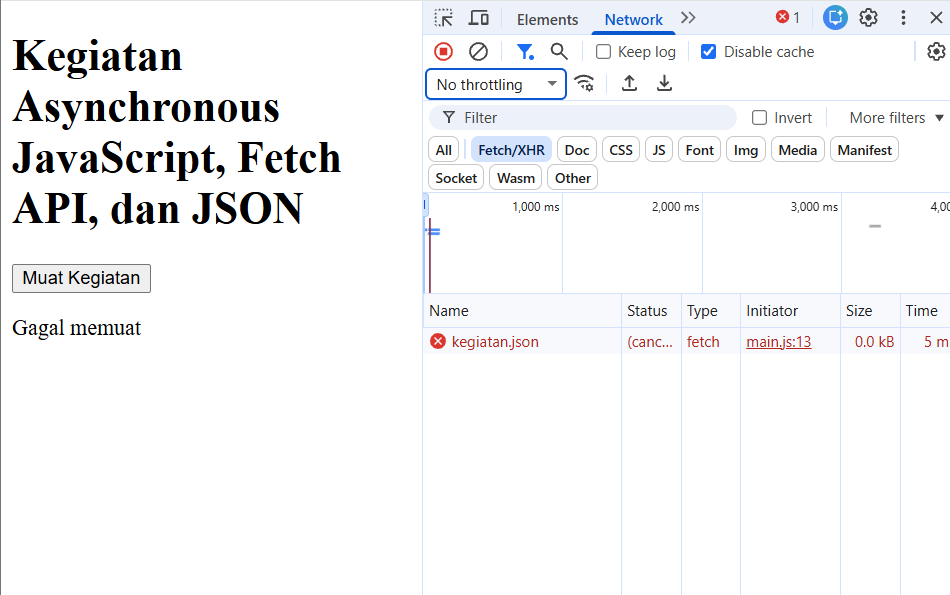 Kegiatan
Asynchronous
JavaScript, Fetch
API, dan JSON
Muat Kegiatan
Gagal memuat
Elements Network 1
Keep log Disable cache
No throttling
Filter Invert More filters
All Fetch/XHR Doc CSS JS Font Img Media Manifest
Socket Wasm Other
1,000 ms 2,000 ms 3,000 ms 4,00
Name Status Type Initiator Size Time
kegiatan.json (canc... fetch main.js:13 0.0 kB 5 m